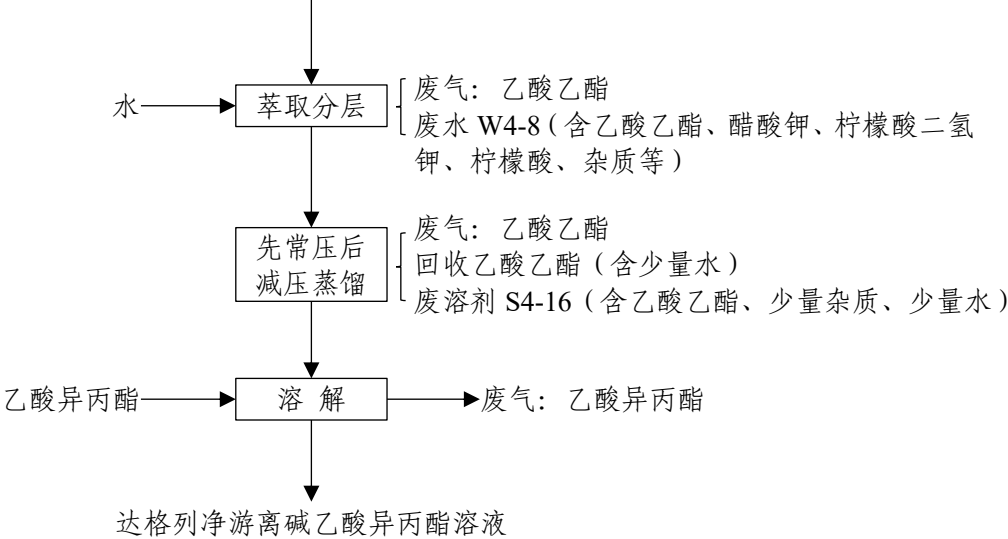 水
萃取分层
废气：乙酸乙酯
废水 W4-8（含乙酸乙酯、醋酸钾、柠檬酸二氢
钾、柠檬酸、杂质等）
先常压后
减压蒸馏
废气：乙酸乙酯
回收乙酸乙酯（含少量水）
废溶剂 S4-16（含乙酸乙酯、少量杂质、少量水）
乙酸异丙酯
溶 解
废气：乙酸异丙酯
达格列净游离碱乙酸异丙酯溶液